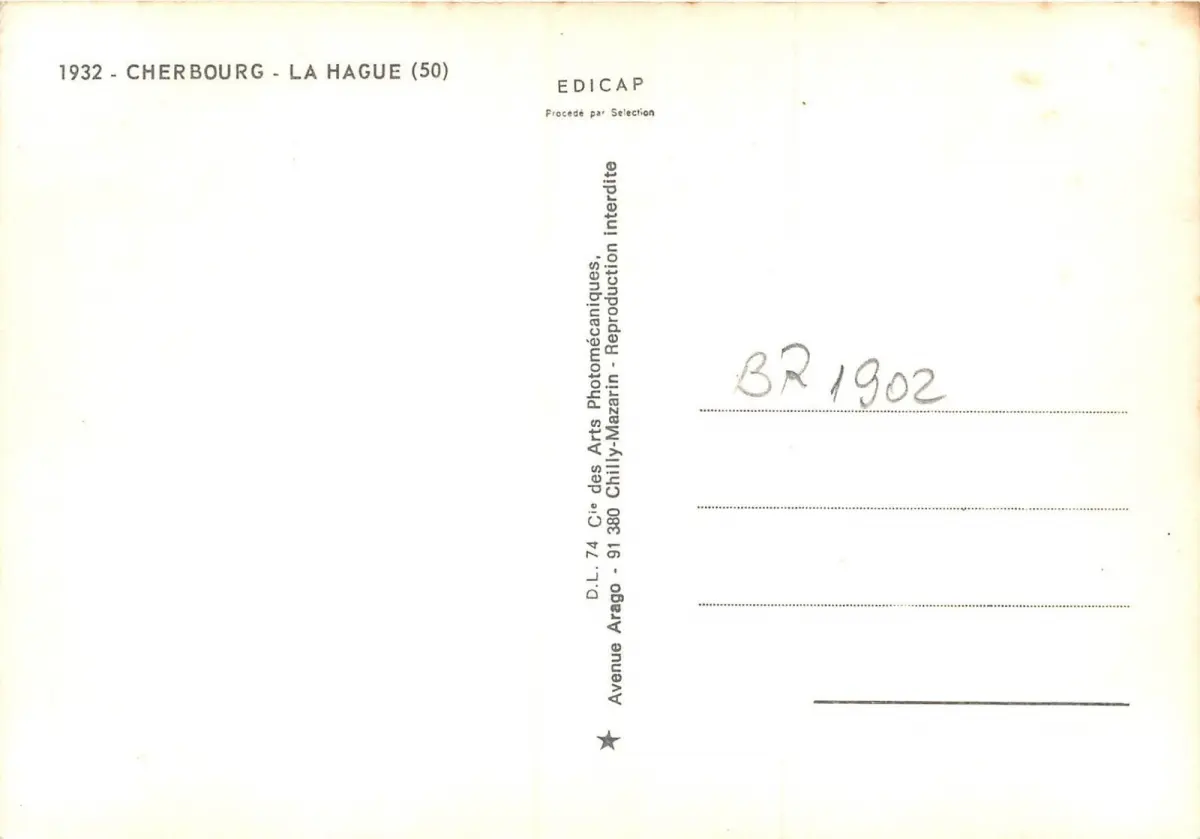 1932 - CHERBOURG - LA HAGUE (50)
EDICAP
Procédé par Selection
D.L. 74 Cie des Arts Photomécaniques,
Avenue Arago - 91 380 Chilly-Mazarin - Reproduction interdite
BR 1902